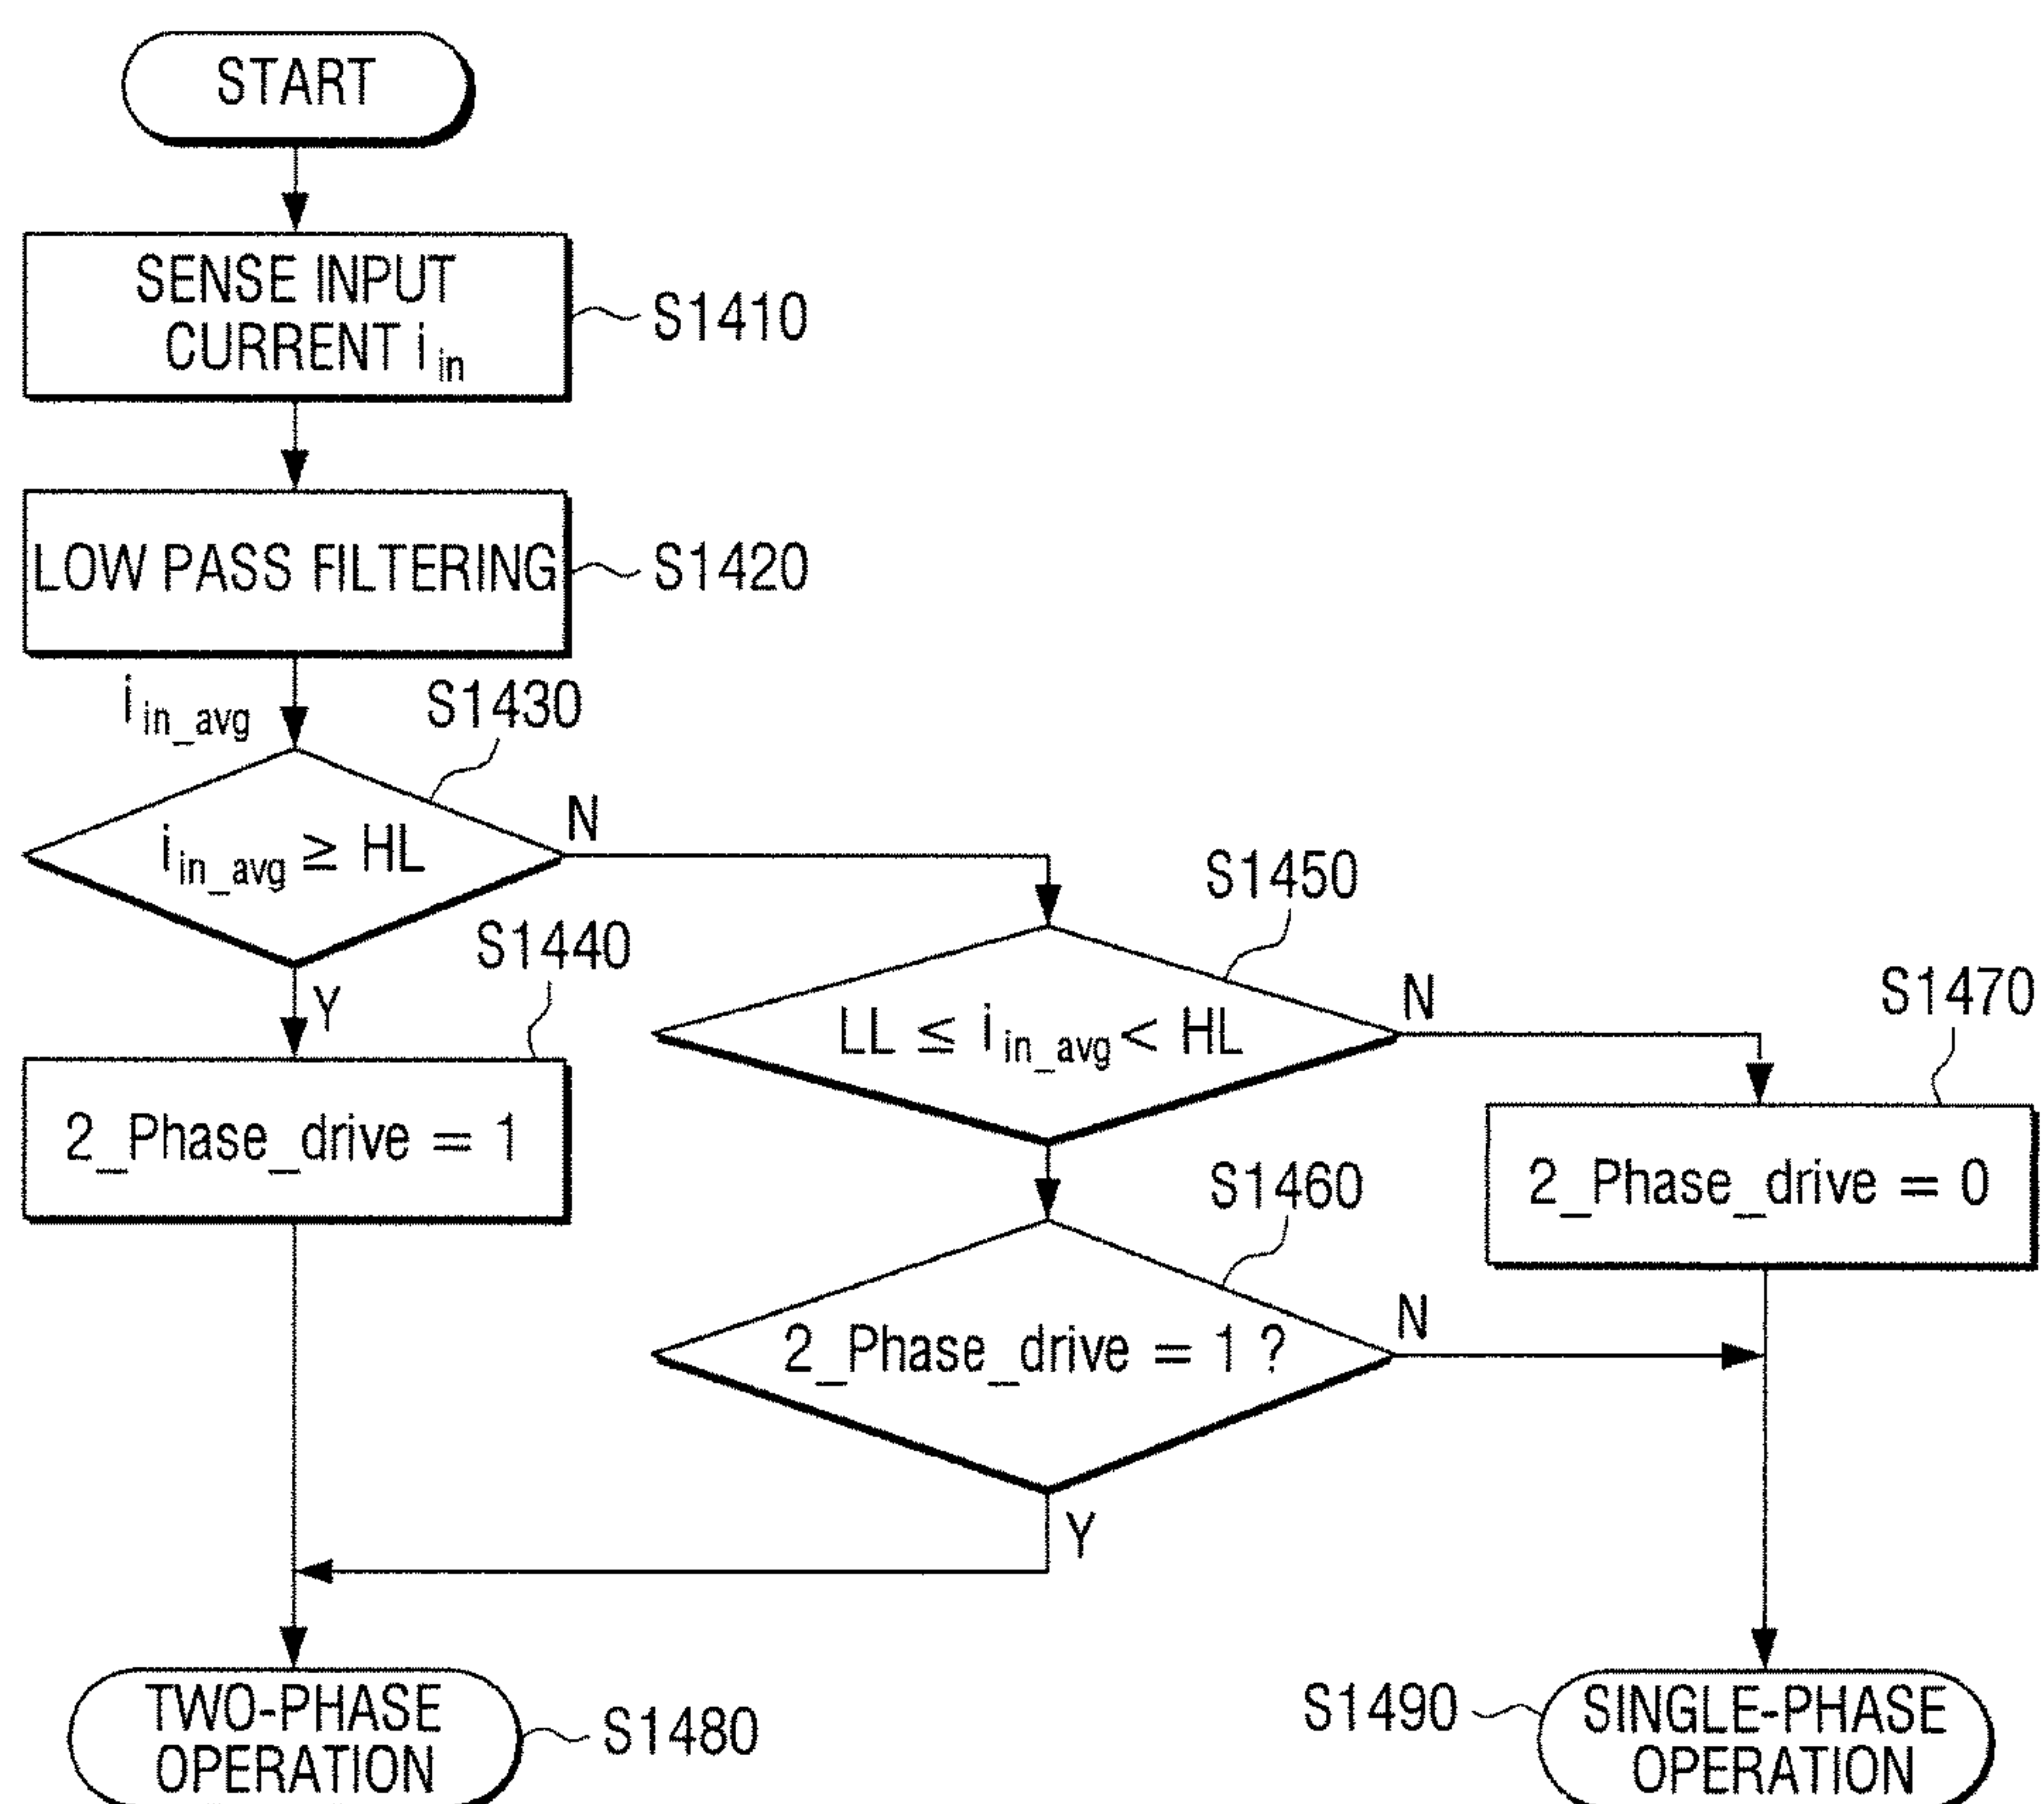 START
SENSE INPUT
CURRENT i in
S1410
LOW PASS FILTERING
S1420
i in_avg
S1430
i in_avg ≥ HL
N
S1450
S1440
Y
LL ≤ i in_avg < HL
N
S1470
2_Phase_drive = 1
2_Phase_drive = 0
S1460
2_Phase_drive = 1 ?
N
Y
TWO-PHASE
OPERATION
S1480
S1490
SINGLE-PHASE
OPERATION